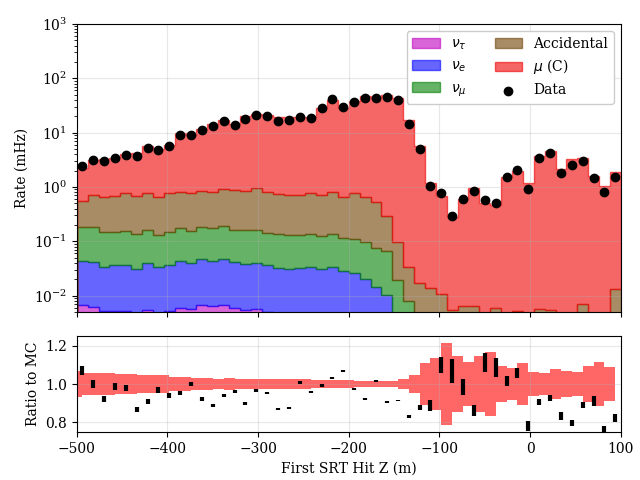 10³
10²
10¹
10⁰
10⁻¹
10⁻²
Rate (mHz)
ν_τ
ν_e
ν_μ
Accidental
μ (C)
Data
1.2
1.0
0.8
Ratio to MC
−500 −400 −300 −200 −100 0 100
First SRT Hit Z (m)